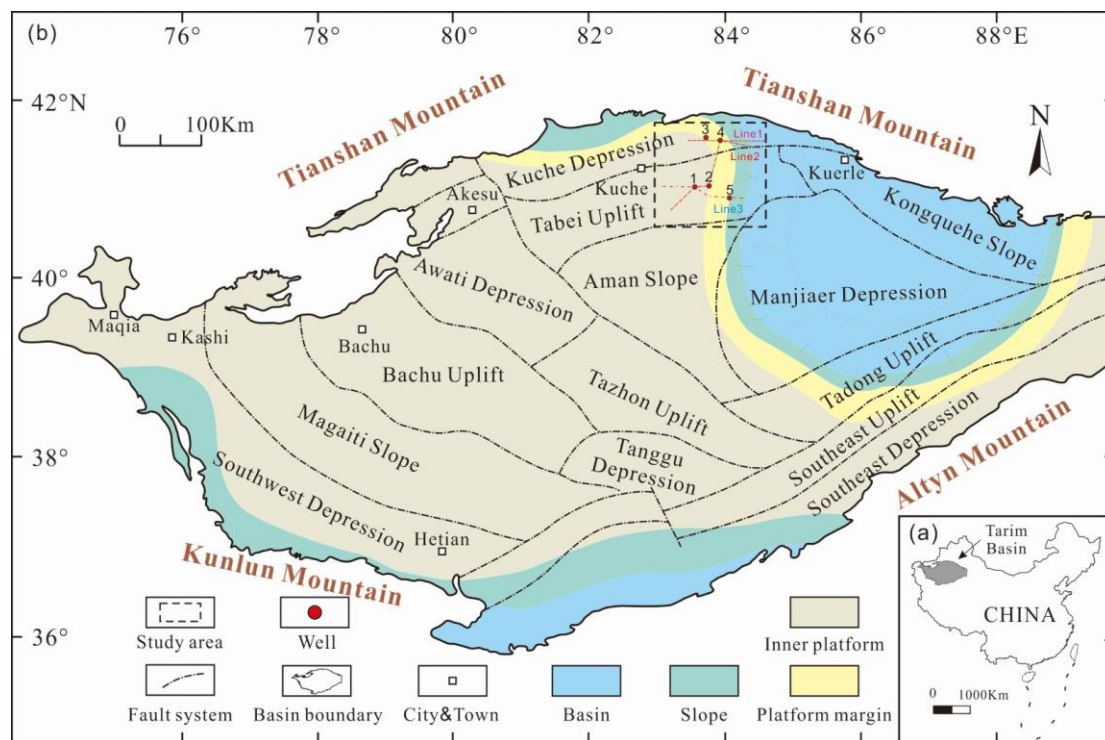 (b)
76°
78°
80°
82°
84°
86°
88°E
42°N
40°
38°
36°
0 100Km
N
Tianshan Mountain
Tianshan Mountain
Kuche Depression
3 4
Line1
Line2
1 2
5
Line3
Kuche
Kuerle
Akesu
Tabei Uplift
Kongquehe Slope
Awati Depression
Aman Slope
Manjiaer Depression
Maqia
Kashi
Bachu
Bachu Uplift
Tazhon Uplift
Tadong Uplift
Magaiti Slope
Tanggu
Depression
Southeast Uplift
Southeast Depression
Altyn Mountain
Southwest Depression
Hetian
Kunlun Mountain
Study area
Well
Inner platform
Fault system
Basin boundary
City&Town
Basin
Slope
Platform margin
(a)
Tarim
Basin
CHINA
0 1000Km